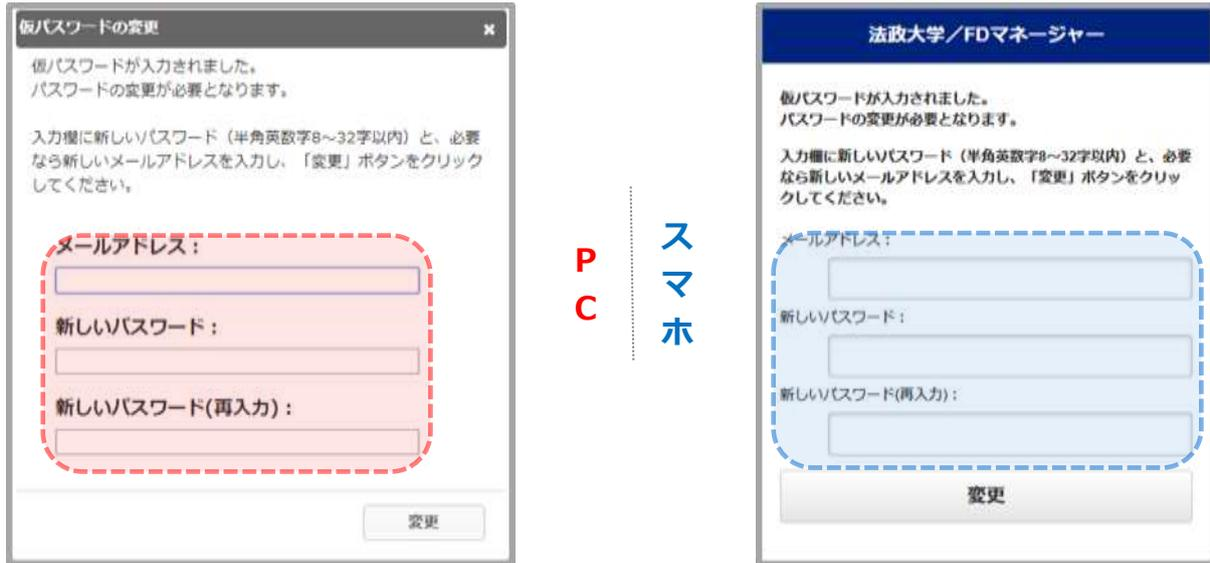 仮パスワードの変更 ×
仮パスワードが入力されました。
パスワードの変更が必要となります。
入力欄に新しいパスワード（半角英数字8～32字以内）と、必要
なら新しいメールアドレスを入力し、「変更」ボタンをクリック
してください。
メールアドレス：
新しいパスワード：
新しいパスワード(再入力)：
変更
PC
スマホ
法政大学／FDマネージャー
仮パスワードが入力されました。
パスワードの変更が必要となります。
入力欄に新しいパスワード（半角英数字8～32字以内）と、必要
なら新しいメールアドレスを入力し、「変更」ボタンをクリッ
クしてください。
メールアドレス：
新しいパスワード：
新しいパスワード(再入力)：
変更